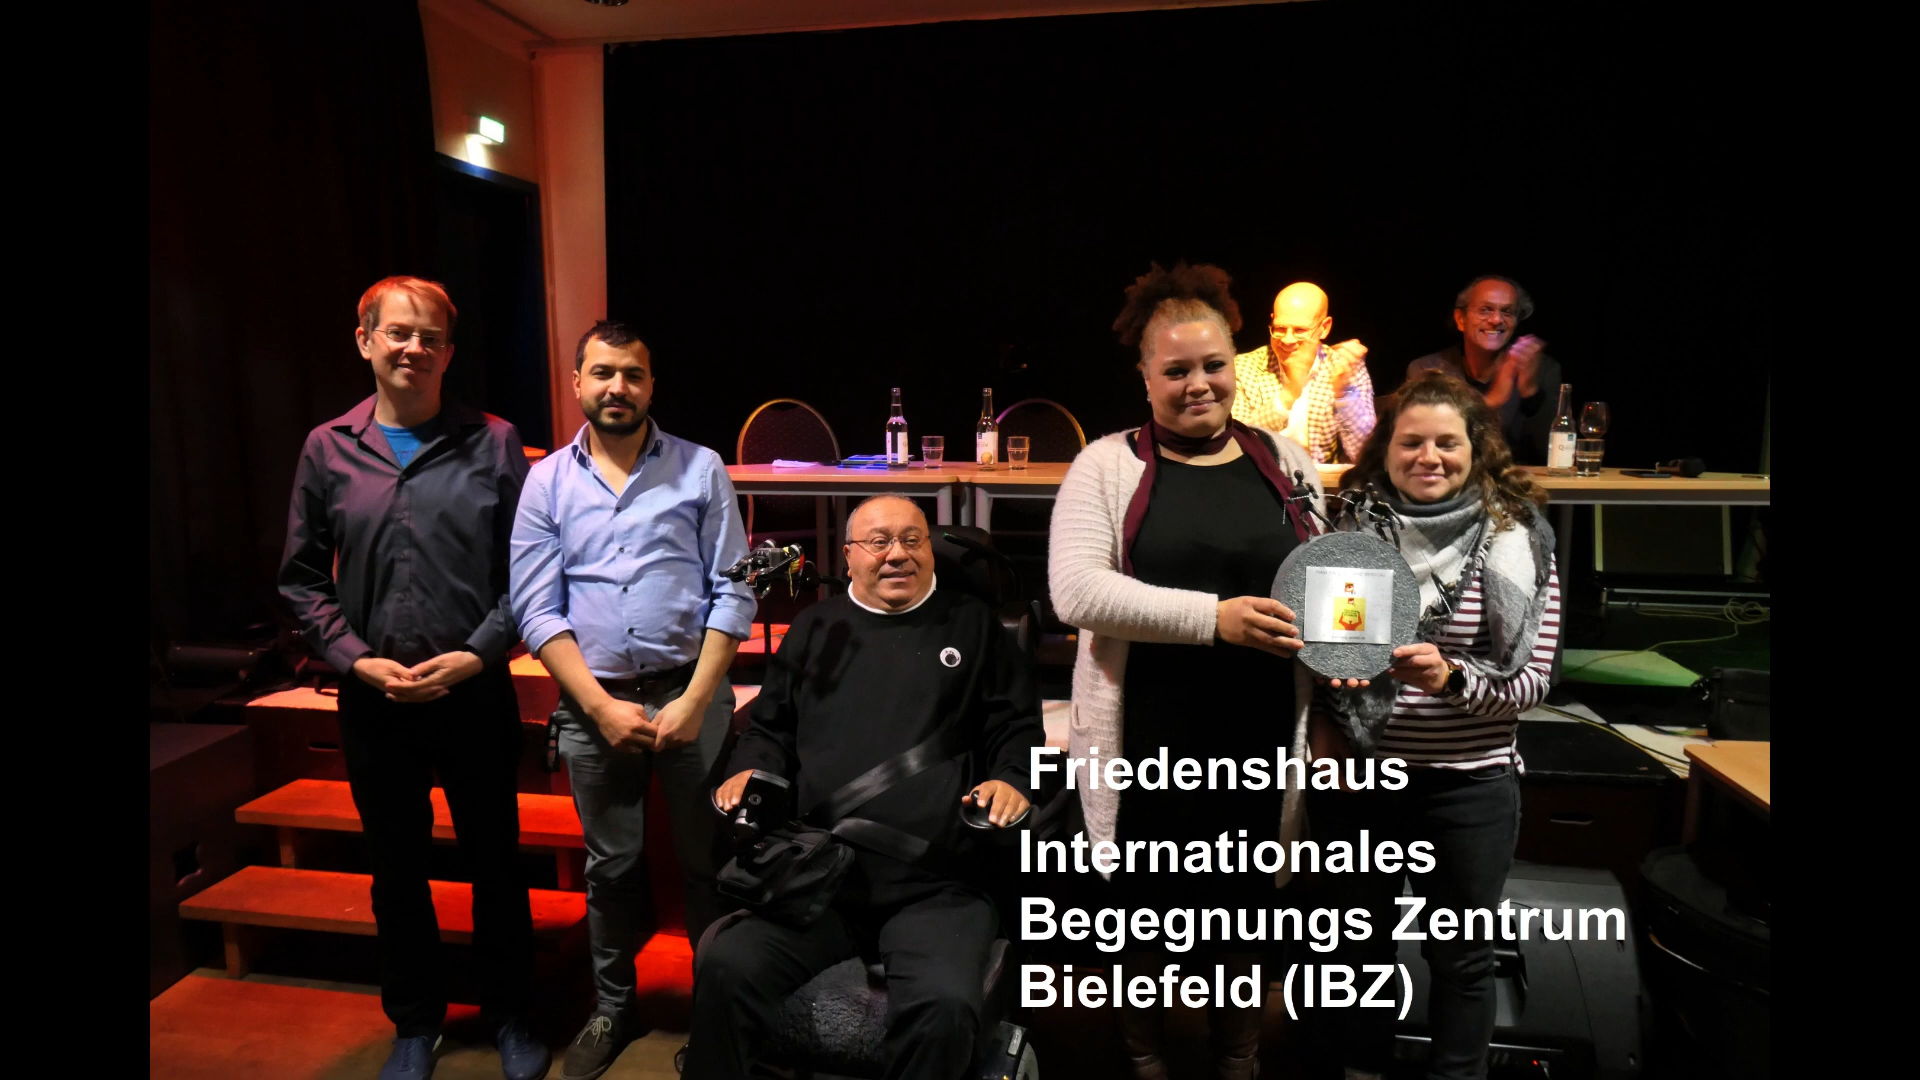 Friedenshaus
Internationales
Begegnungs Zentrum
Bielefeld (IBZ)